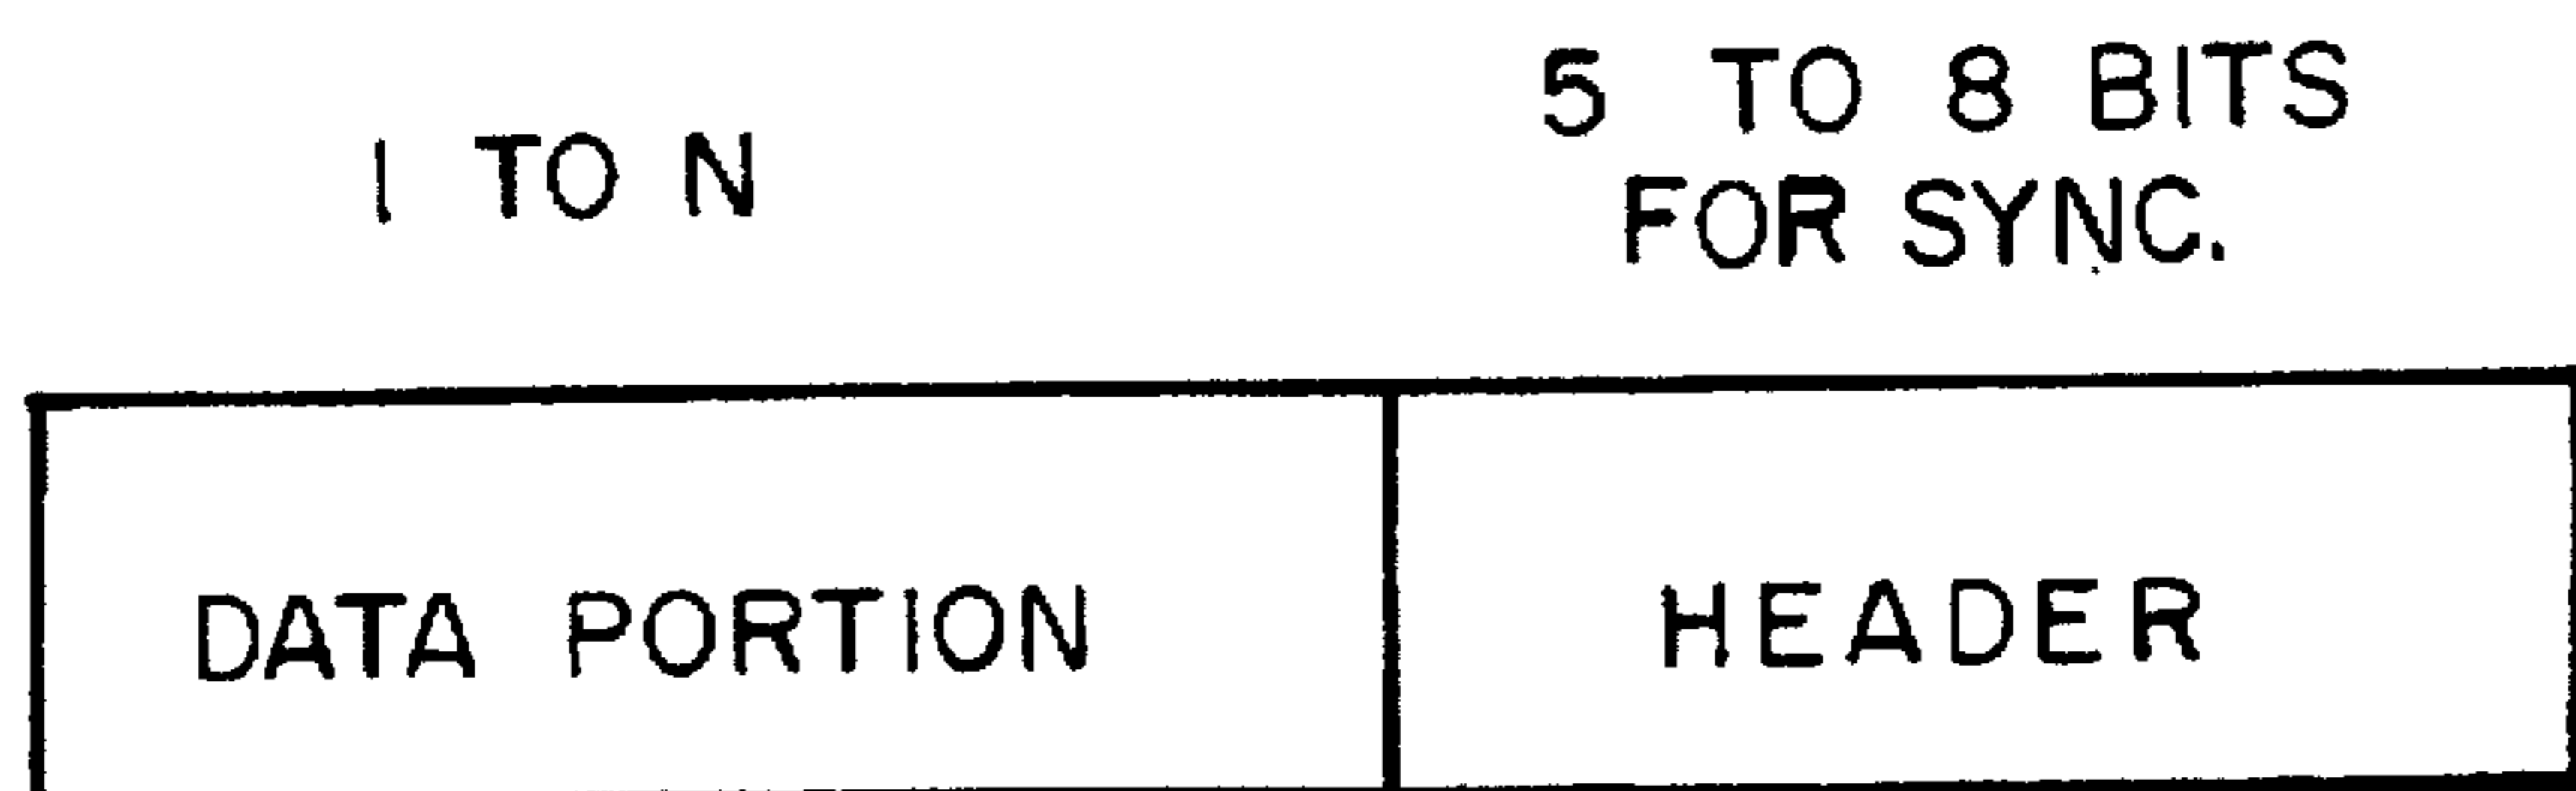 1 TO N
5 TO 8 BITS
FOR SYNC.
DATA PORTION
HEADER